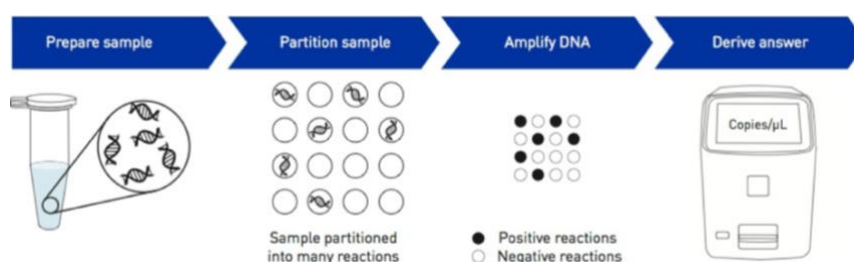 Prepare sample
Partition sample
Amplify DNA
Derive answer
Copies/µL
Sample partitioned
into many reactions
Positive reactions
Negative reactions